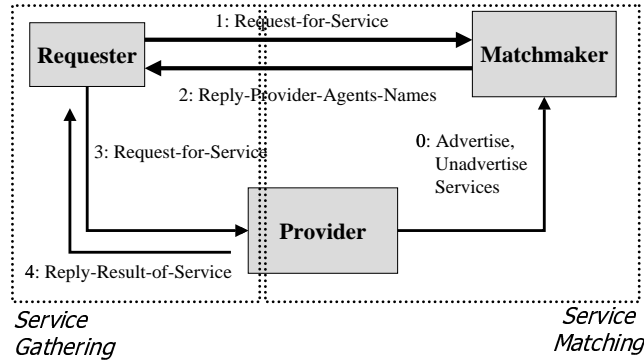 1: Request-for-Service
Requester
Matchmaker
2: Reply-Provider-Agents-Names
3: Request-for-Service
0: Advertise,
Unadvertise
Services
Provider
4: Reply-Result-of-Service
Service
Gathering
Service
Matching